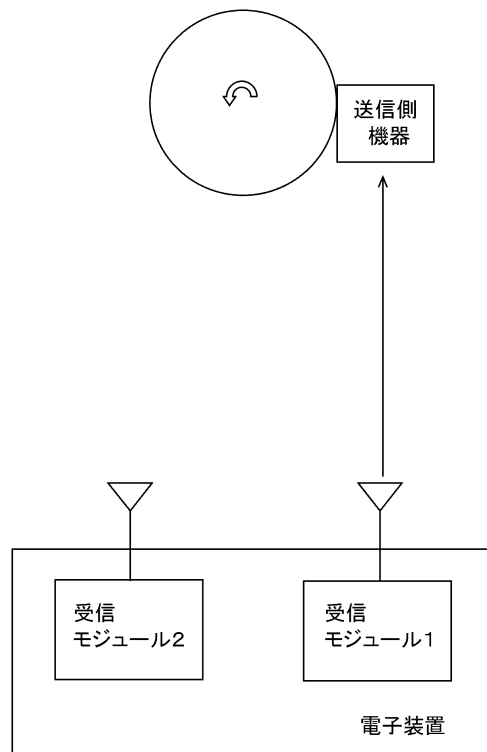 送信側
機器
受信
モジュール2
受信
モジュール1
電子装置